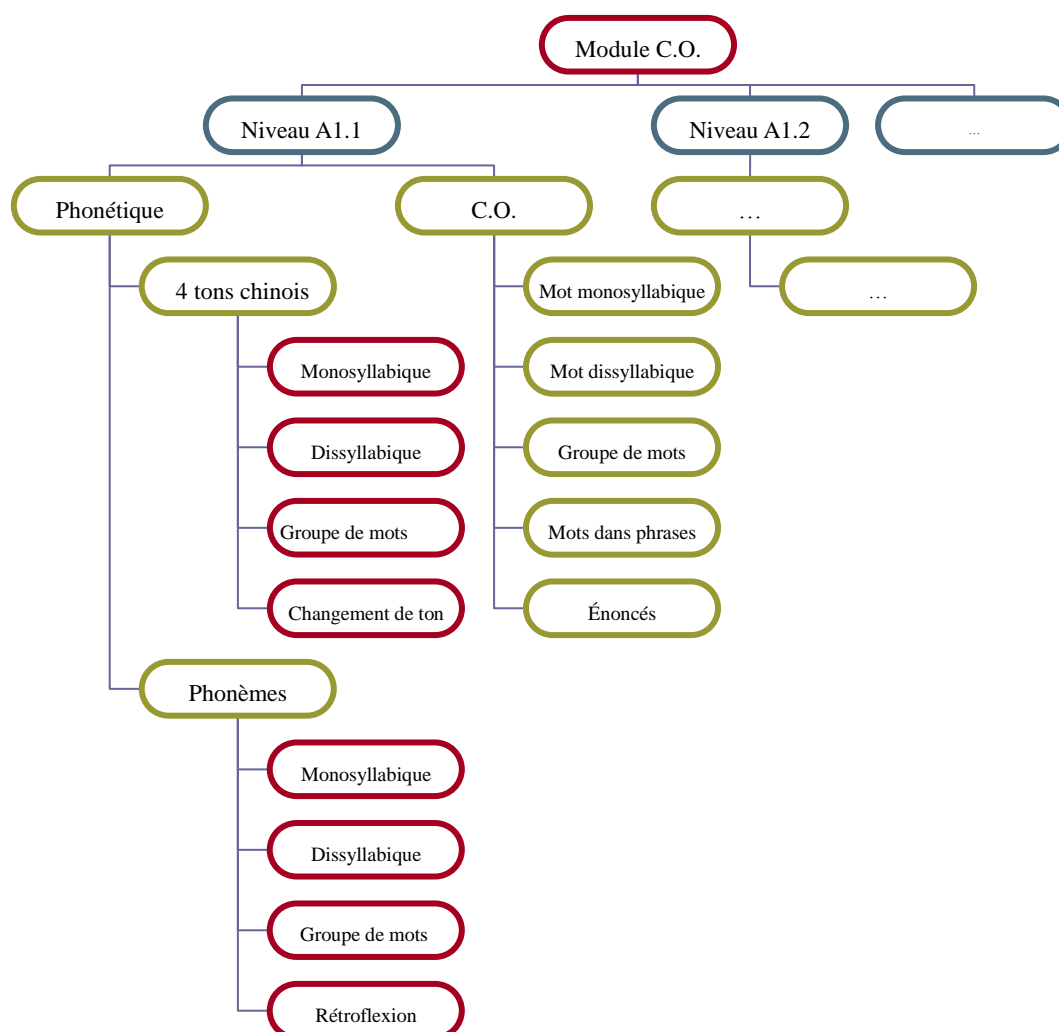 Module C.O.
Niveau A1.1
Niveau A1.2
...
Phonétique
C.O.
…
4 tons chinois
Mot monosyllabique
…
Monosyllabique
Mot dissyllabique
Dissyllabique
Groupe de mots
Groupe de mots
Mots dans phrases
Changement de ton
Énoncés
Phonèmes
Monosyllabique
Dissyllabique
Groupe de mots
Rétroflexion